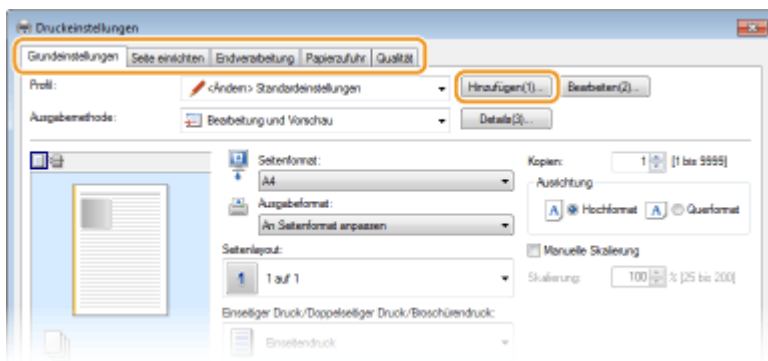 Druckeinstellungen
Grundeinstellungen Seite einrichten Endverarbeitung Papierzufuhr Qualität
Profil: <Ändern> Standardeinstellungen Hinzufügen(1)... Bearbeiten(2)...
Ausgabemethode: Bearbeitung und Vorschau Details(3)...
Seitenformat: Kopien: 1 [1 bis 9999]
A4 Ausrichtung
Ausgabeformat: A Hochformat A Querformat
An Seitenformat anpassen
Seitenlayout: Manuelle Skalierung
1 1 auf 1 Skalierung: 100 % [25 bis 200]
Einseitiger Druck/Doppelseitiger Druck/Broschürendruck:
Einseitendruck